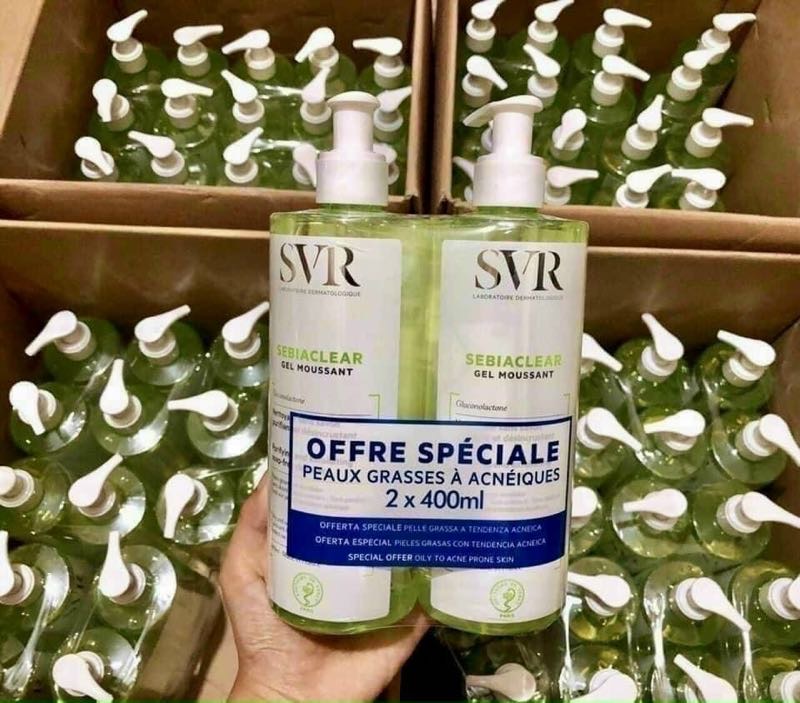 SVR
LABORATOIRE DERMATOLOGIQUE
SEBIACLEAR
GEL MOUSSANT
SVR
LABORATOIRE DERMATOLOGIQUE
SEBIACLEAR
GEL MOUSSANT
Gluconolactone
OFFRE SPÉCIALE
PEAUX GRASSES À ACNÉIQUES
2 x 400ml
OFFERTA SPECIALE PELLE GRASSA A TENDENZA ACNEICA
OFERTA ESPECIAL PIELES GRASAS CON TENDENCIA ACNEICA
SPECIAL OFFER OILY TO ACNE PRONE SKIN
PARIS
PARIS